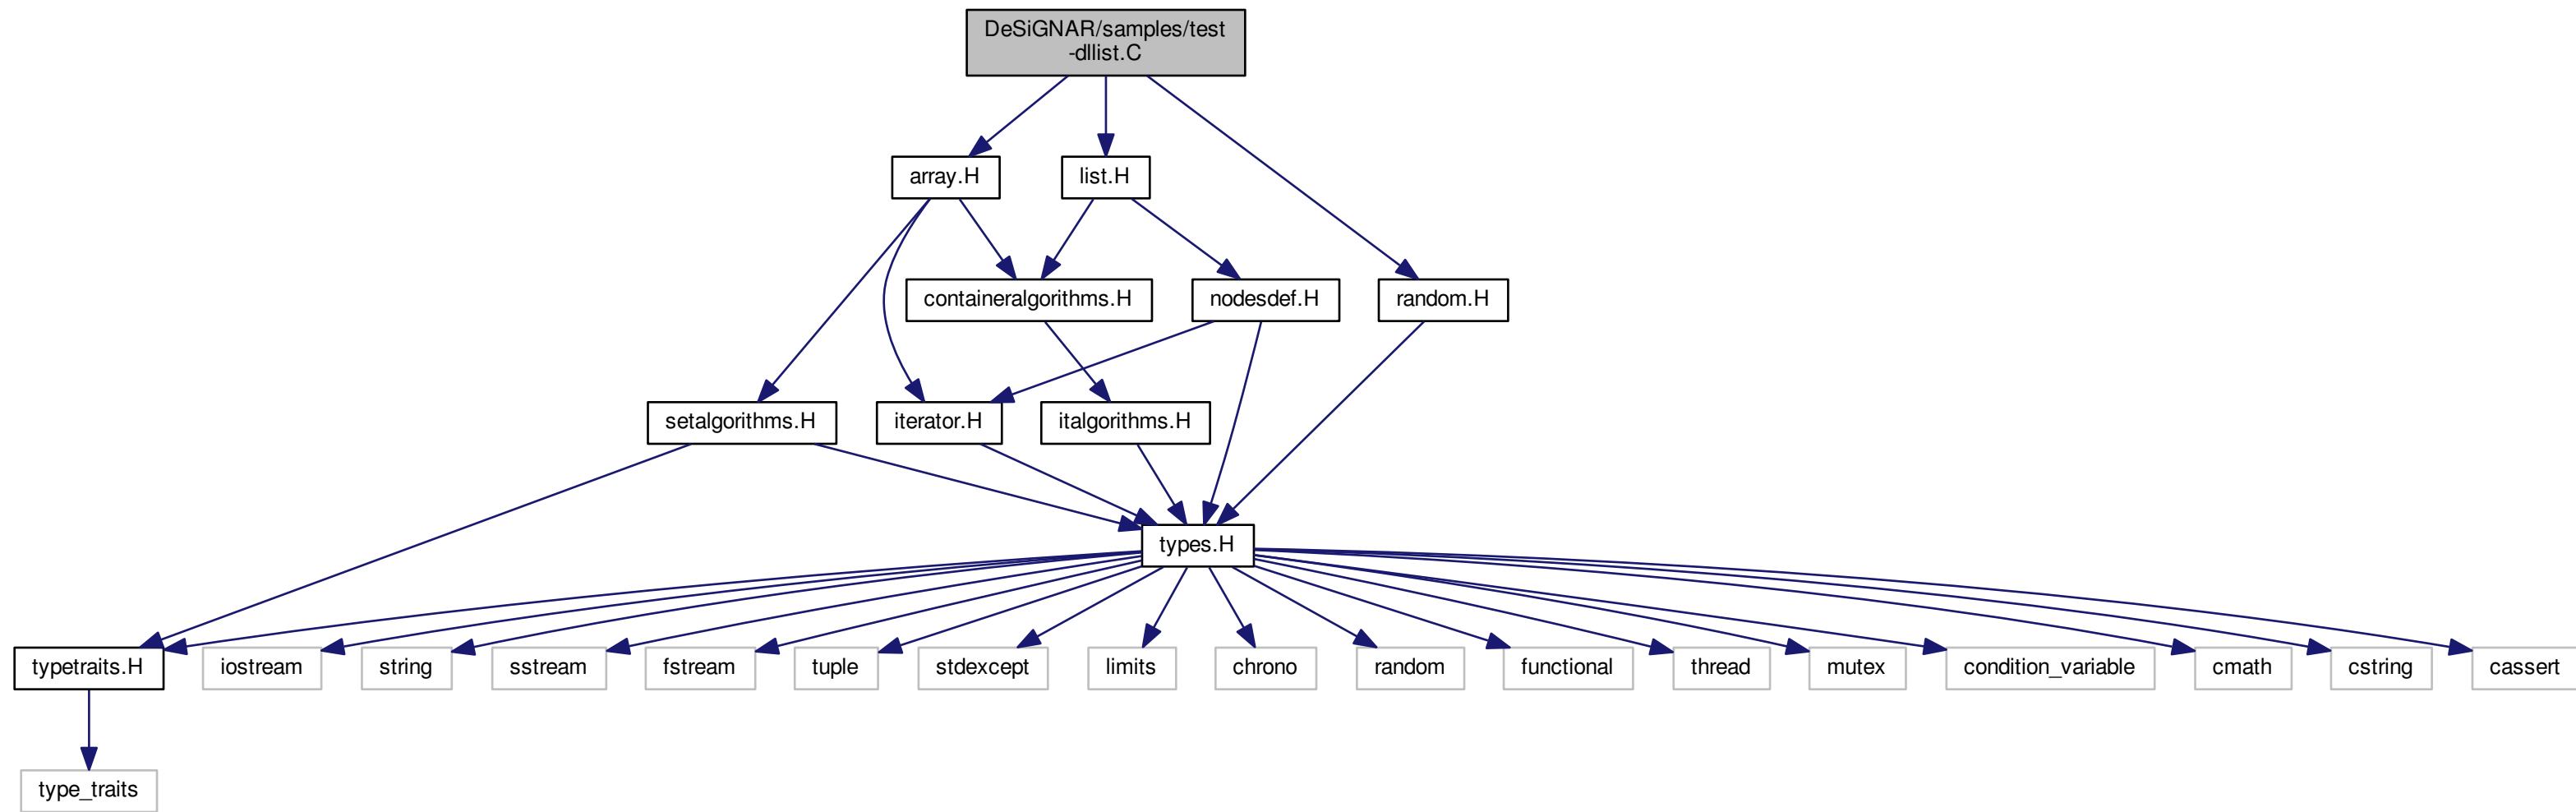 DeSiGNAR/samples/test
-dllist.C
array.H
list.H
containeralgorithms.H
nodesdef.H
random.H
setalgorithms.H
iterator.H
italgorithms.H
types.H
typetraits.H
iostream
string
sstream
fstream
tuple
stdexcept
limits
chrono
random
functional
thread
mutex
condition_variable
cmath
cstring
cassert
type_traits